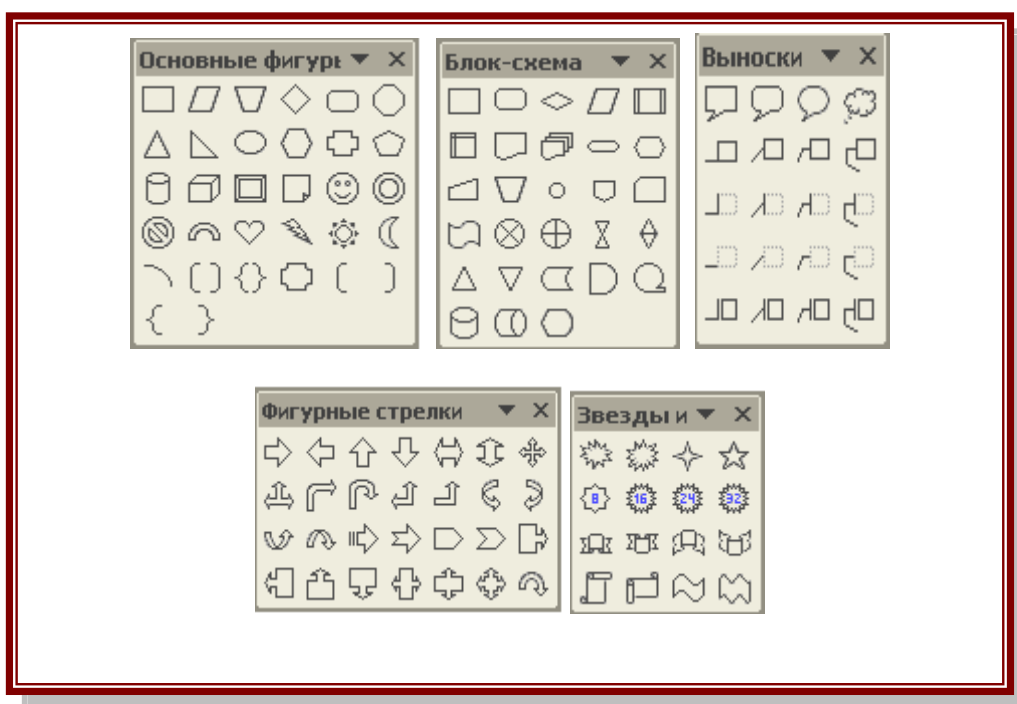 Основные фигуры
Блок-схема
Выноски
Фигурные стрелки
Звезды и
8 16 24 32